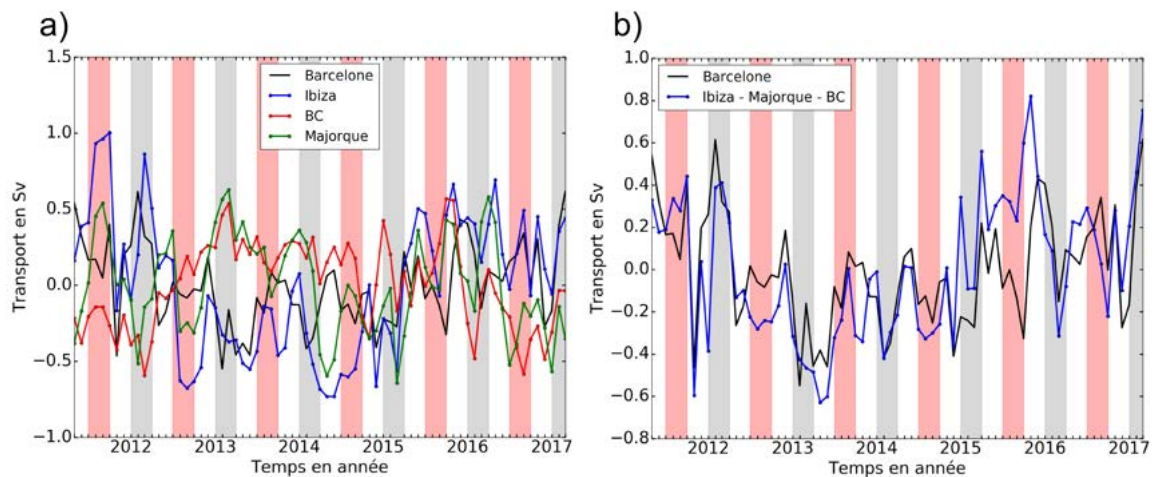 a)
Transport en Sv
1.5
1.0
0.5
0.0
−0.5
−1.0
Barcelone
Ibiza
BC
Majorque
2012 2013 2014 2015 2016 2017
Temps en année
b)
Transport en Sv
1.0
0.8
0.6
0.4
0.2
0.0
−0.2
−0.4
−0.6
−0.8
Barcelone
Ibiza - Majorque - BC
2012 2013 2014 2015 2016 2017
Temps en année